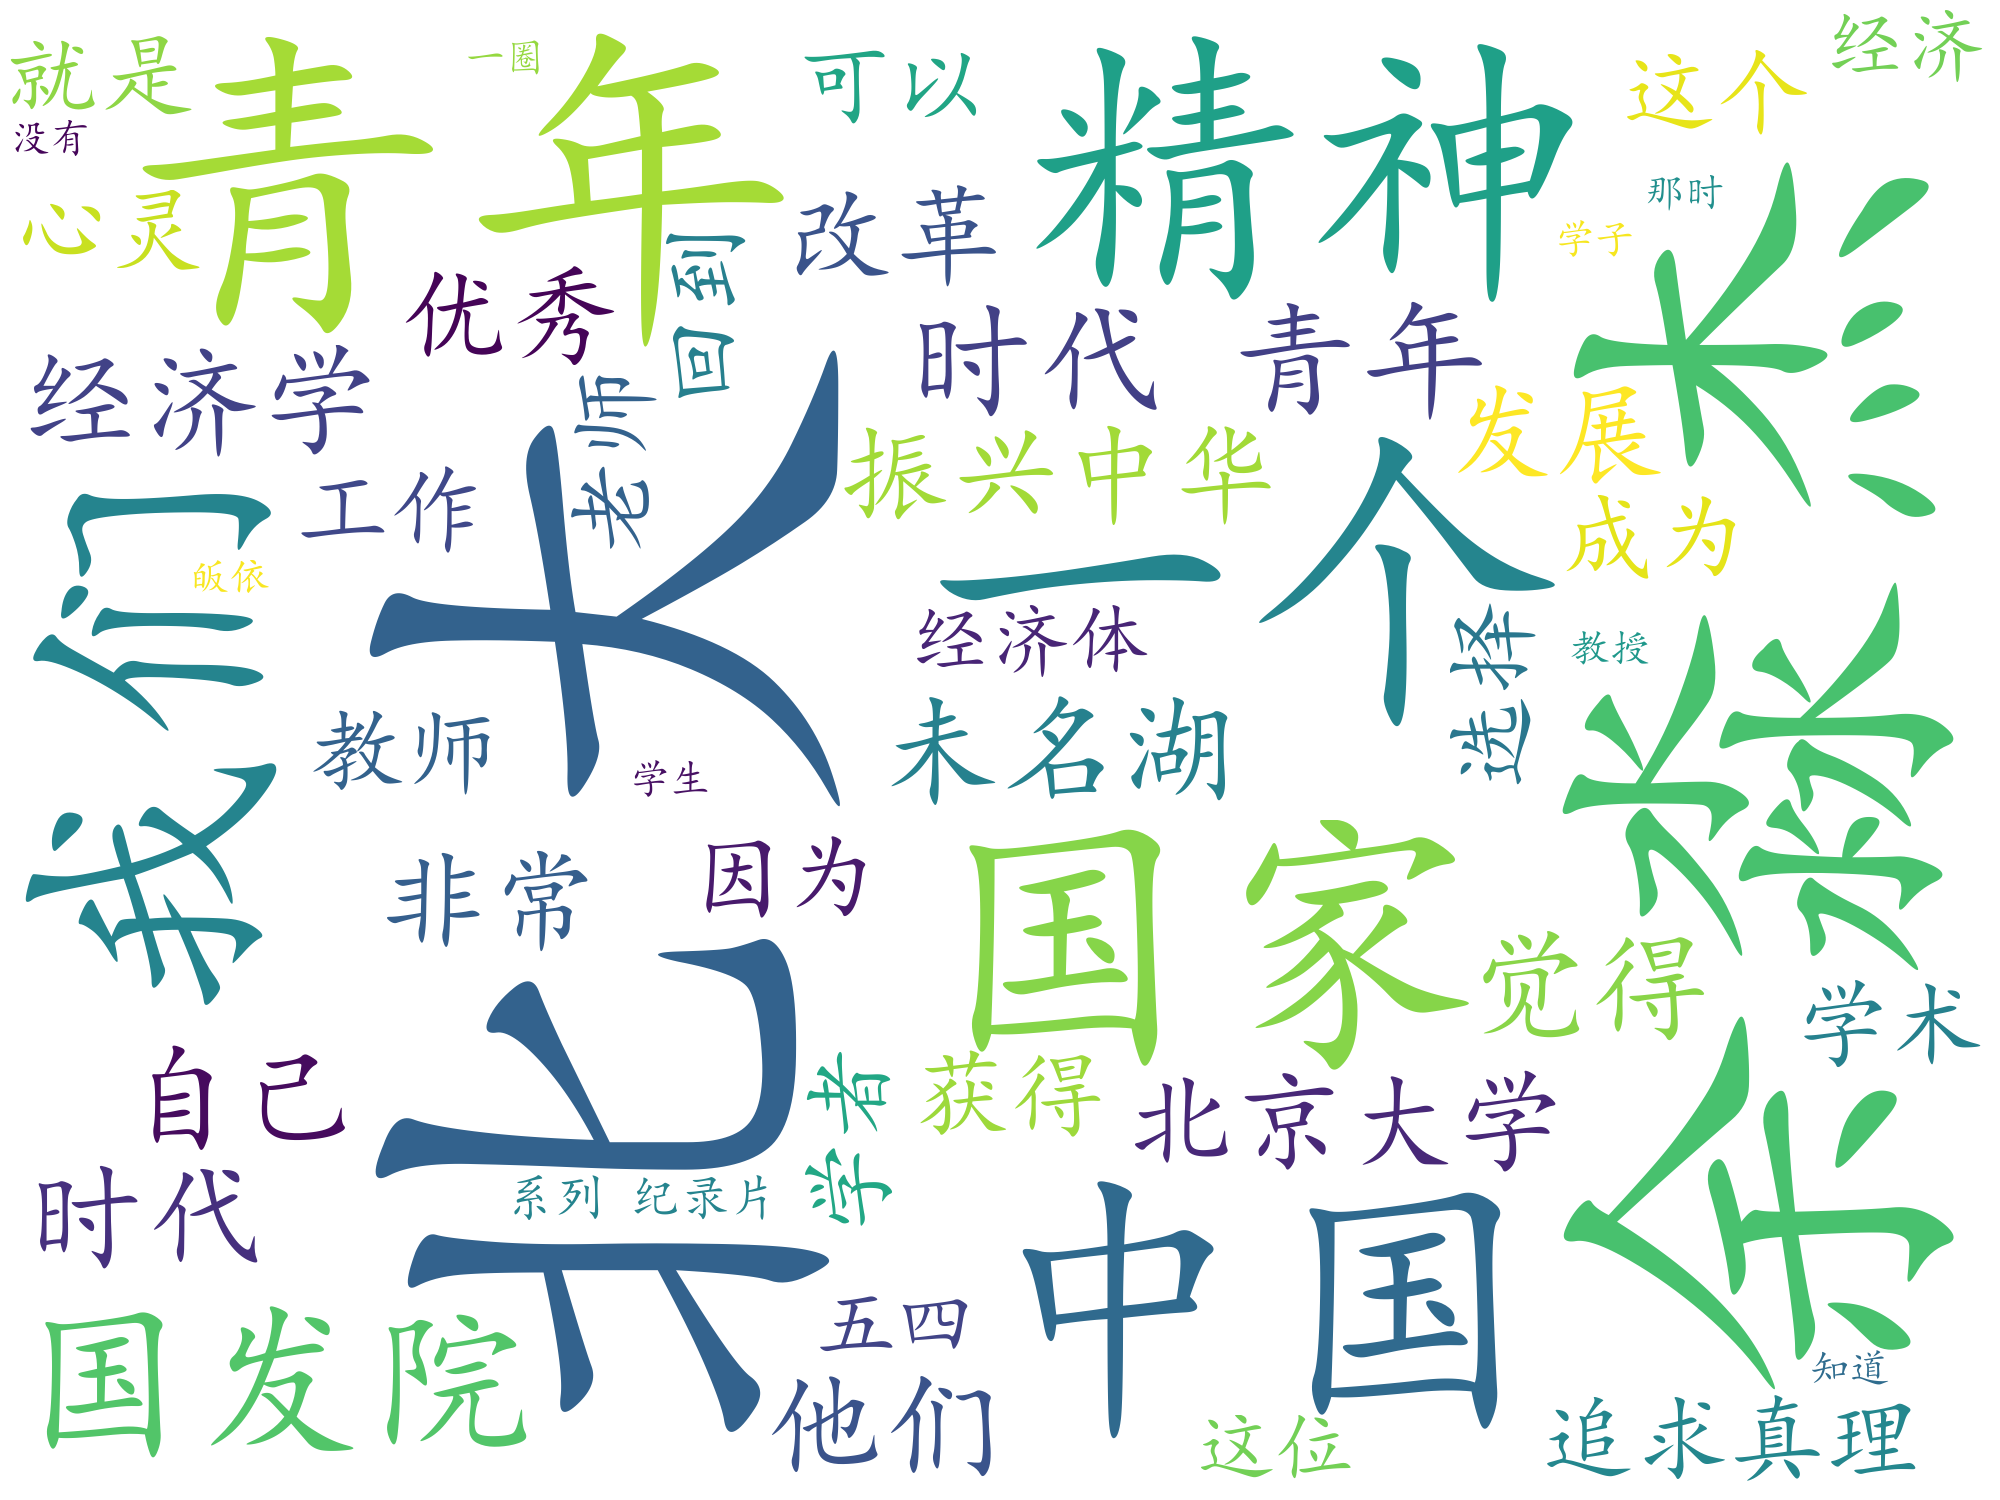 就是
青年
一圈
可以
精神
这个
经济
没有
心灵
改革
那时
学子
优秀
回到
时代
青年
余淼杰
经济学
老师
发展
工作
振兴中华
成为
我们
皈依
北大
一个
经济体
选择
教授
教师
学生
未名湖
非常
因为
国家
觉得
学术
自己
学者
获得
北京大学
时代
系列 纪录片
中国
国发院
五四
他们
这位
知道
追求真理